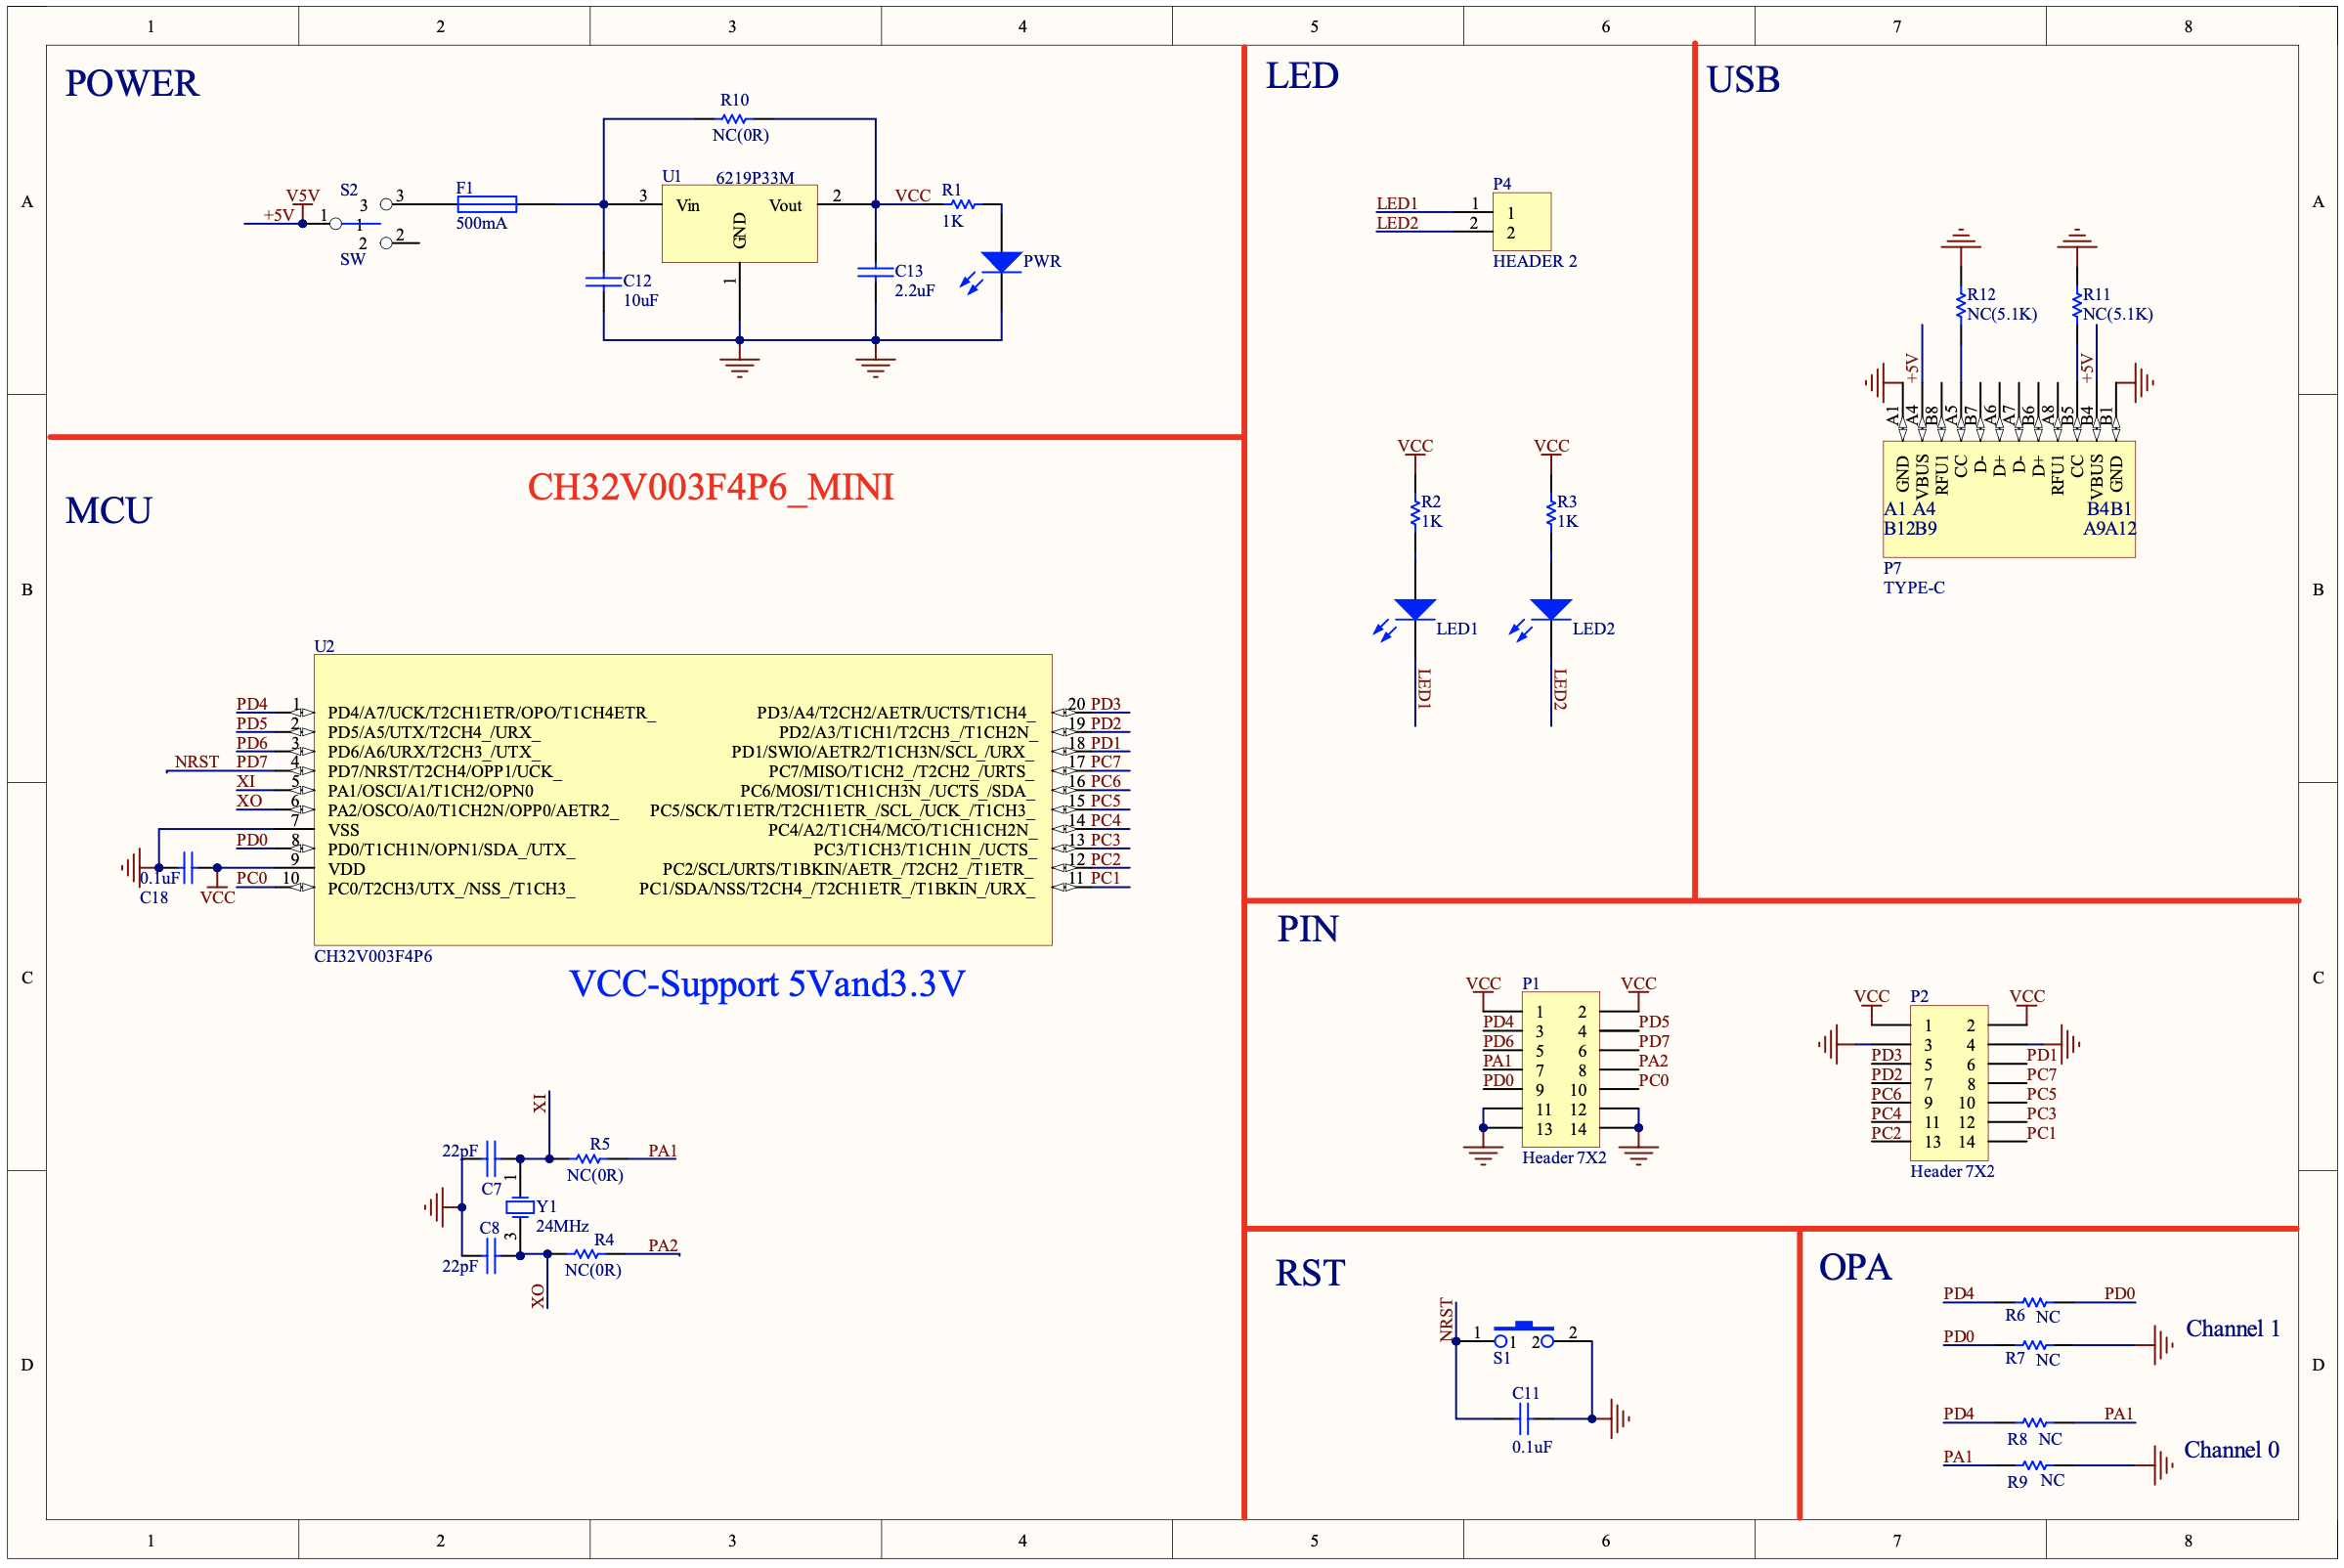 1 2 3 4 5 6 7 8
A
B
C
D
A
B
C
D
POWER
R10
NC(0R)
V5V
+5V
S2
1
3
3
1
2
2
SW
F1
500mA
U1
6219P33M
3
Vin
Vout
2
GND
1
VCC
R1
1K
C12
10uF
C13
2.2uF
PWR
LED
P4
LED1 1 1
LED2 2 2
HEADER 2
VCC
R2
1K
LED1
LED1
VCC
R3
1K
LED2
LED2
USB
R12
NC(5.1K)
R11
NC(5.1K)
+5V
+5V
A1 A4 B8 A5 B7 A6 A7 B6 A8 B5 B4 B1
GND VBUS RFU1 CC D- D+ D- D+ RFU1 CC VBUS GND
A1 A4 B4B1
B12B9 A9A12
P7
TYPE-C
MCU
CH32V003F4P6_MINI
U2
PD4 1 PD4/A7/UCK/T2CH1ETR/OPO/T1CH4ETR_
PD5 2 PD5/A5/UTX/T2CH4_/URX_
PD6 3 PD6/A6/URX/T2CH3_/UTX_
NRST PD7 4 PD7/NRST/T2CH4/OPP1/UCK_
XI 5 PA1/OSCI/A1/T1CH2/OPN0
XO 6 PA2/OSCO/A0/T1CH2N/OPP0/AETR2_
7 VSS
PD0 8 PD0/T1CH1N/OPN1/SDA_/UTX_
9 VDD
PC0 10 PC0/T2CH3/UTX_/NSS_/T1CH3_
PD3/A4/T2CH2/AETR/UCTS/T1CH4_ 20 PD3
PD2/A3/T1CH1/T2CH3_/T1CH2N_ 19 PD2
PD1/SWIO/AETR2/T1CH3N/SCL_/URX_ 18 PD1
PC7/MISO/T1CH2_/T2CH2_/URTS_ 17 PC7
PC6/MOSI/T1CH1CH3N_/UCTS_/SDA_ 16 PC6
PC5/SCK/T1ETR/T2CH1ETR_/SCL_/UCK_/T1CH3_ 15 PC5
PC4/A2/T1CH4/MCO/T1CH1CH2N_ 14 PC4
PC3/T1CH3/T1CH1N_/UCTS_ 13 PC3
PC2/SCL/URTS/T1BKIN/AETR_/T2CH2_/T1ETR_ 12 PC2
PC1/SDA/NSS/T2CH4_/T2CH1ETR_/T1BKIN_/URX_ 11 PC1
0.1uF
C18
VCC
CH32V003F4P6
VCC-Support 5Vand3.3V
XI
22pF
C7
1
R5
NC(0R)
PA1
Y1
24MHz
C8
22pF
3
R4
NC(0R)
PA2
XO
PIN
VCC P1 VCC
1 2
PD4 3 4 PD5
PD6 5 6 PD7
PA1 7 8 PA2
PD0 9 10 PC0
11 12
13 14
Header 7X2
VCC P2 VCC
1 2
3 4
PD3 5 6 PD1
PD2 7 8 PC7
PC6 9 10 PC5
PC4 11 12 PC3
PC2 13 14 PC1
Header 7X2
RST
NRST
1
1
2
2
S1
C11
0.1uF
OPA
PD4 PD0
R6 NC
Channel 1
PD0
R7 NC
PD4 PA1
R8 NC
Channel 0
PA1
R9 NC
1 2 3 4 5 6 7 8